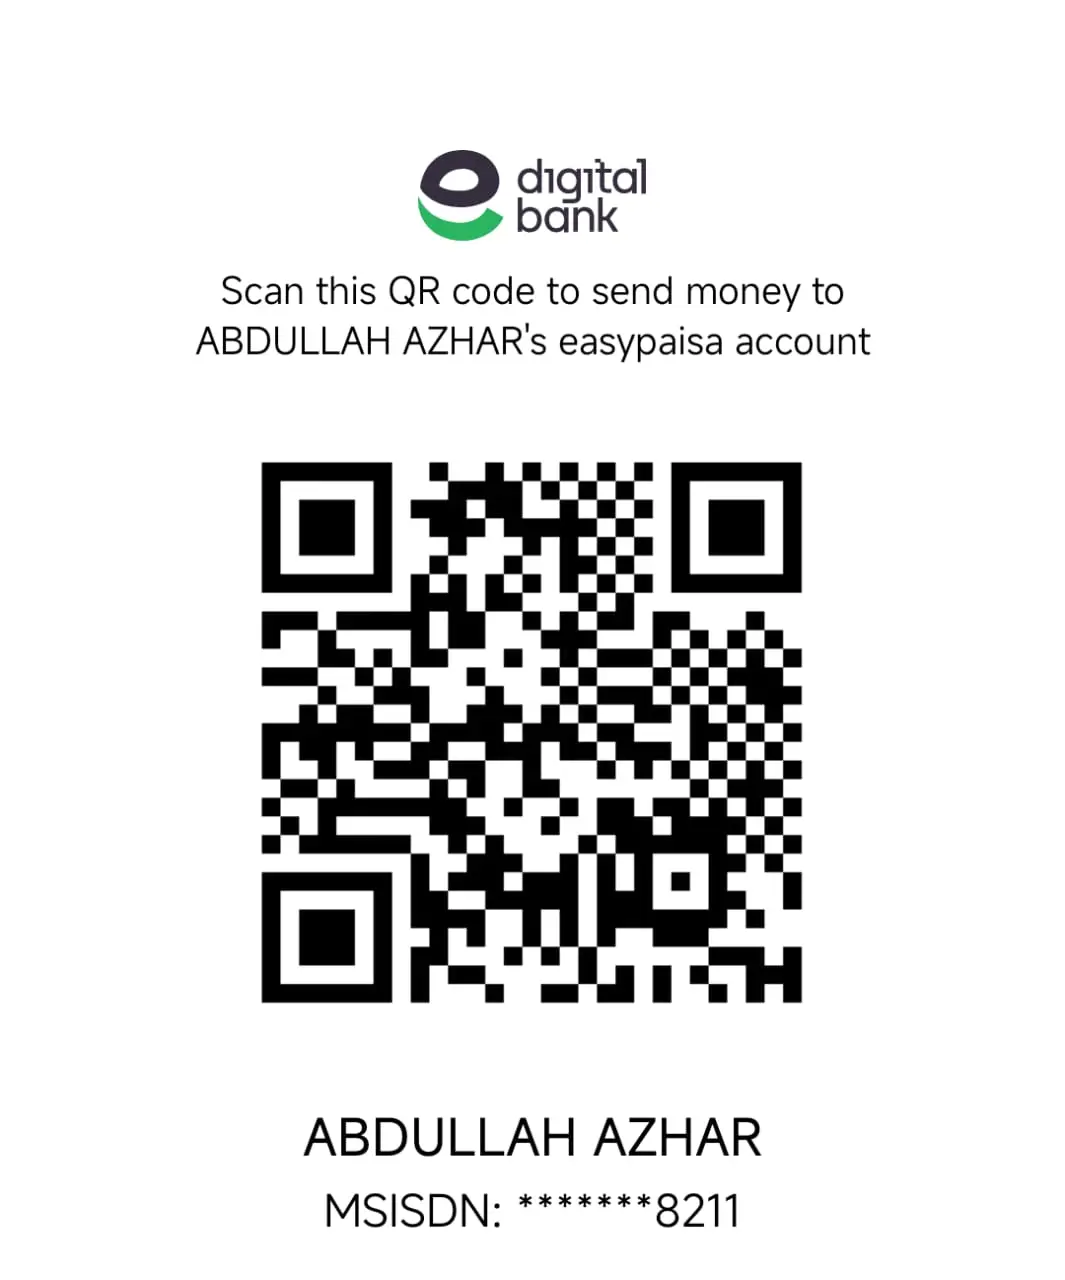 digital
bank
Scan this QR code to send money to
ABDULLAH AZHAR's easypaisa account
ABDULLAH AZHAR
MSISDN: *******8211